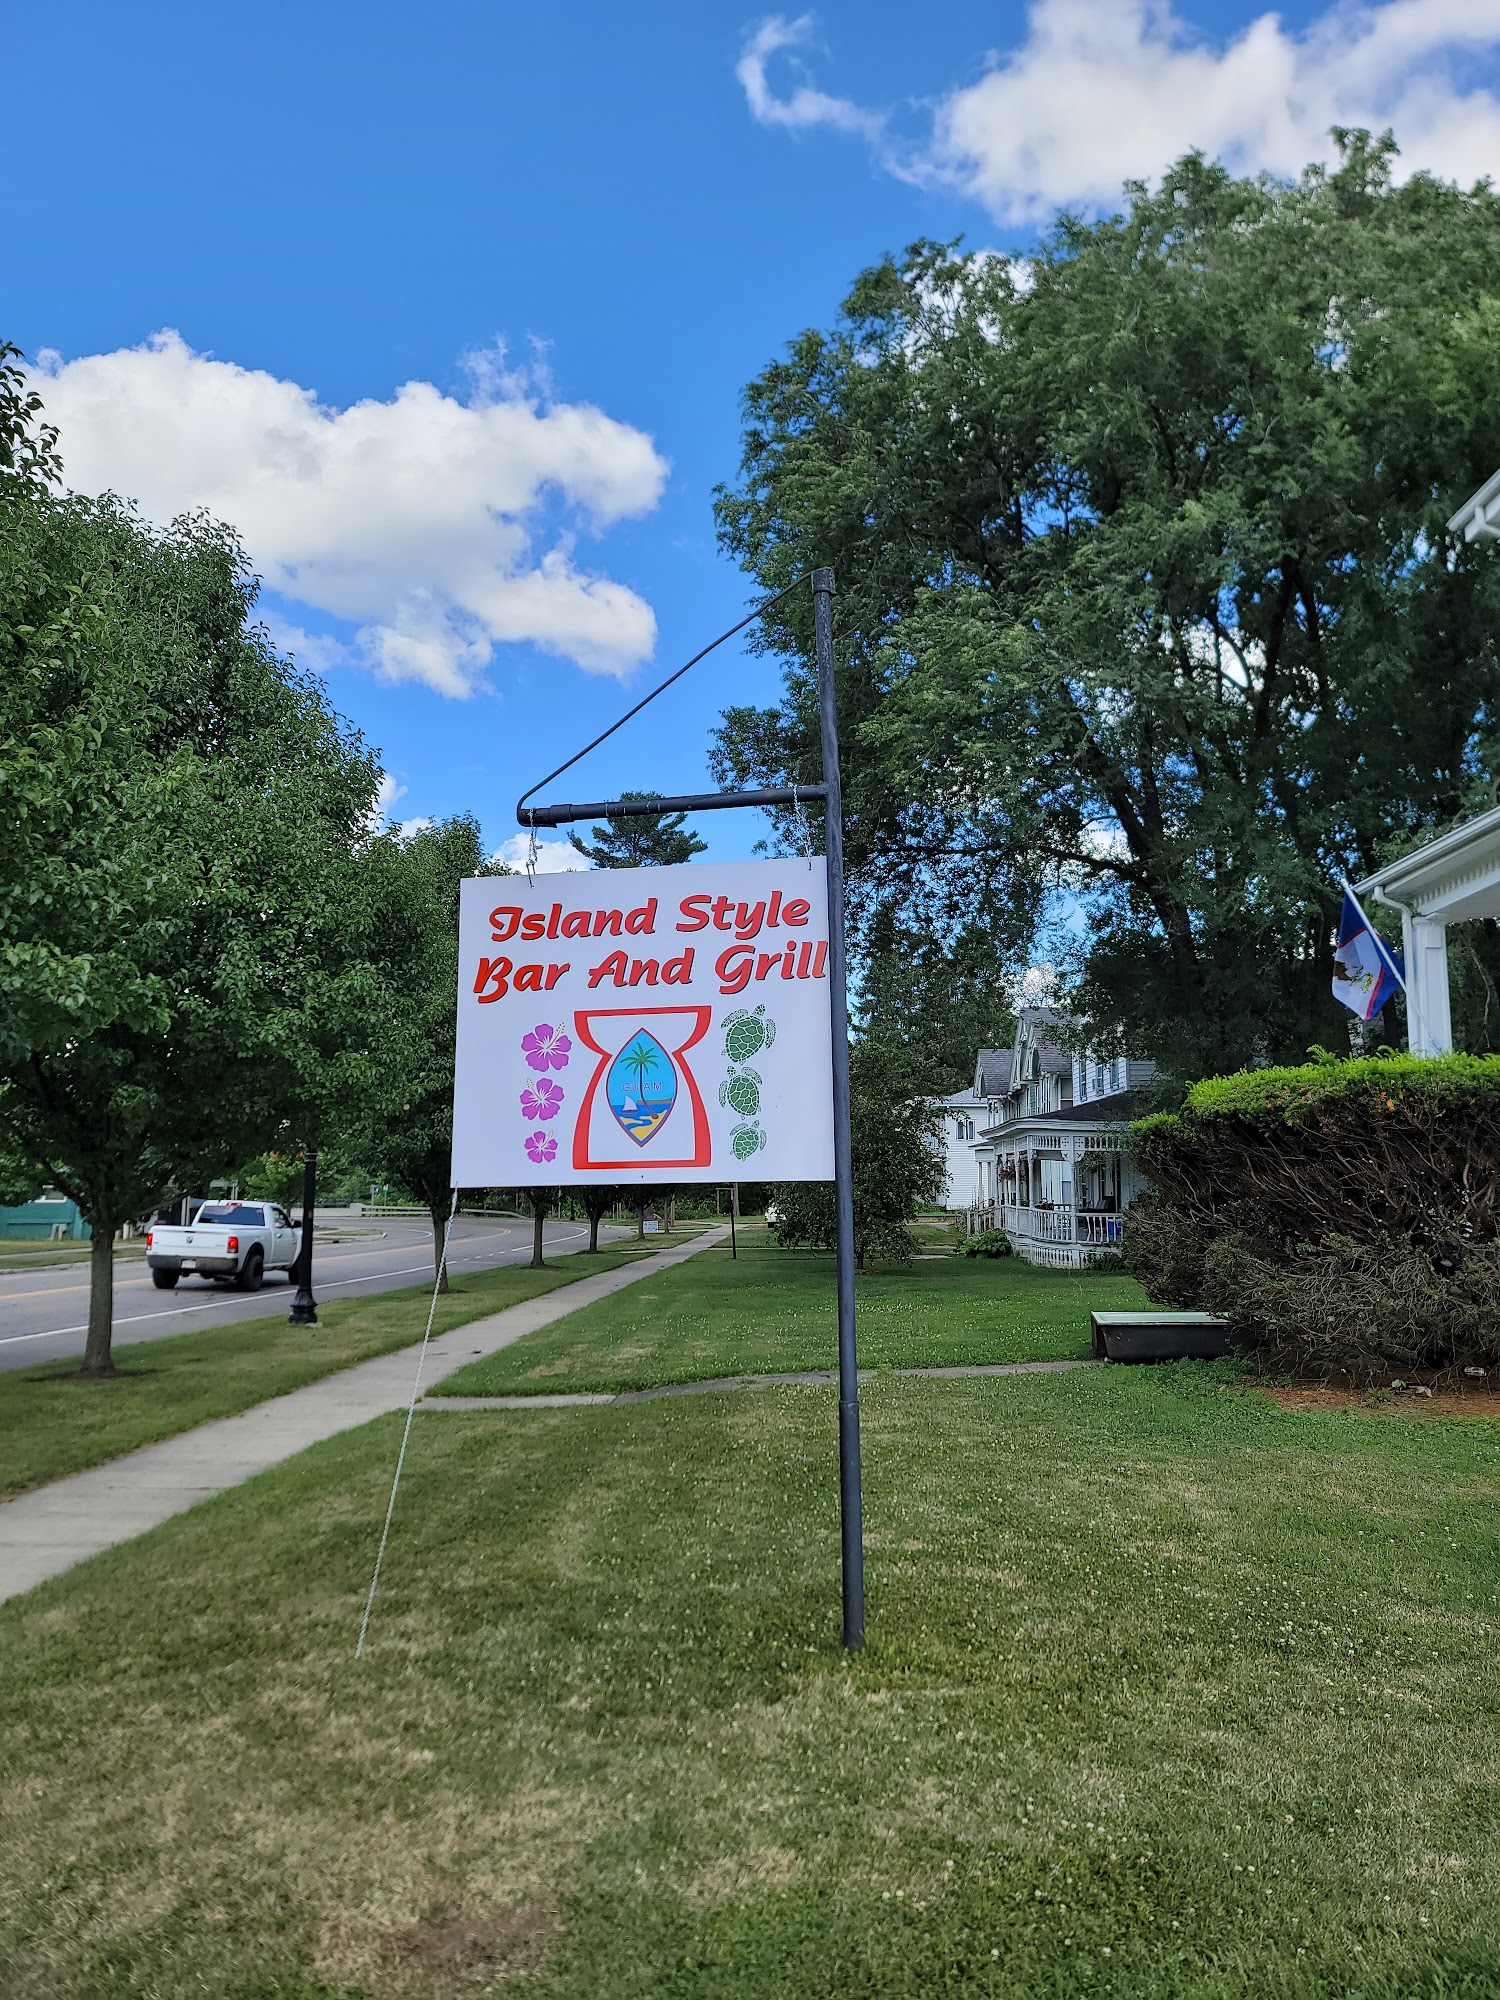 Island Style
Bar And Grill
GUAM